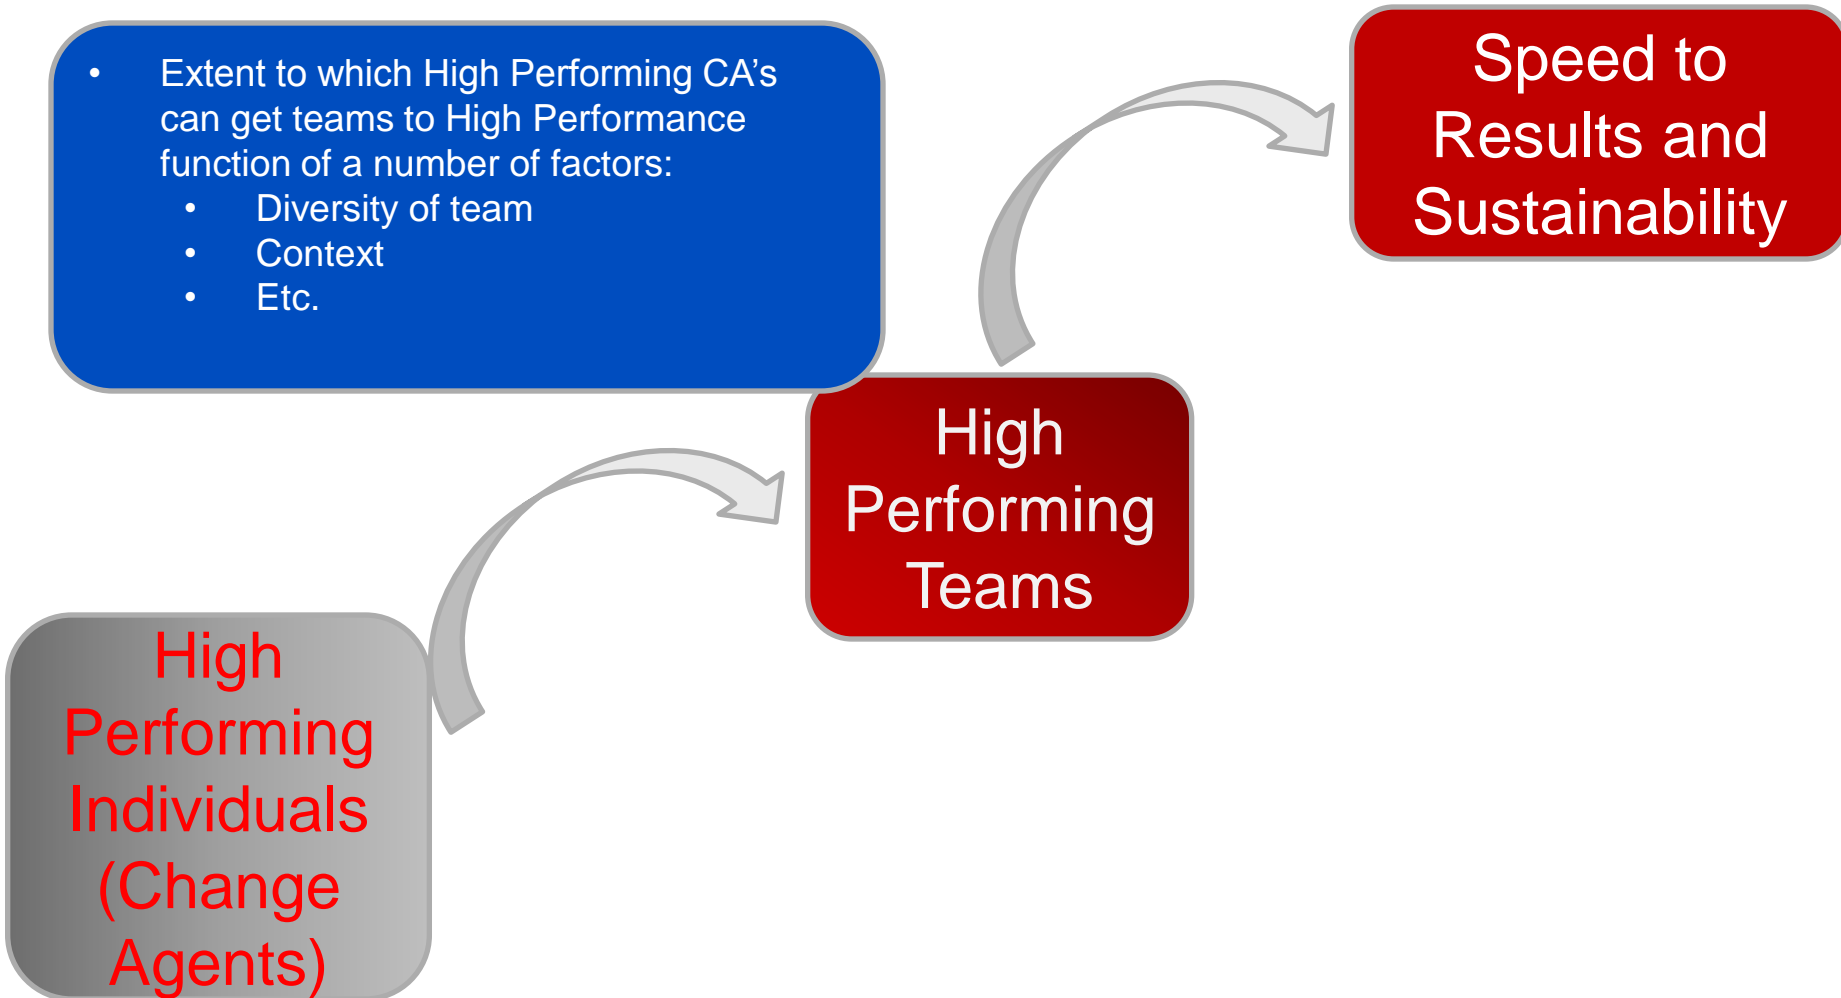 • Extent to which High Performing CA’s
can get teams to High Performance
function of a number of factors:
• Diversity of team
• Context
• Etc.
Speed to
Results and
Sustainability
High
Performing
Teams
High
Performing
Individuals
(Change
Agents)